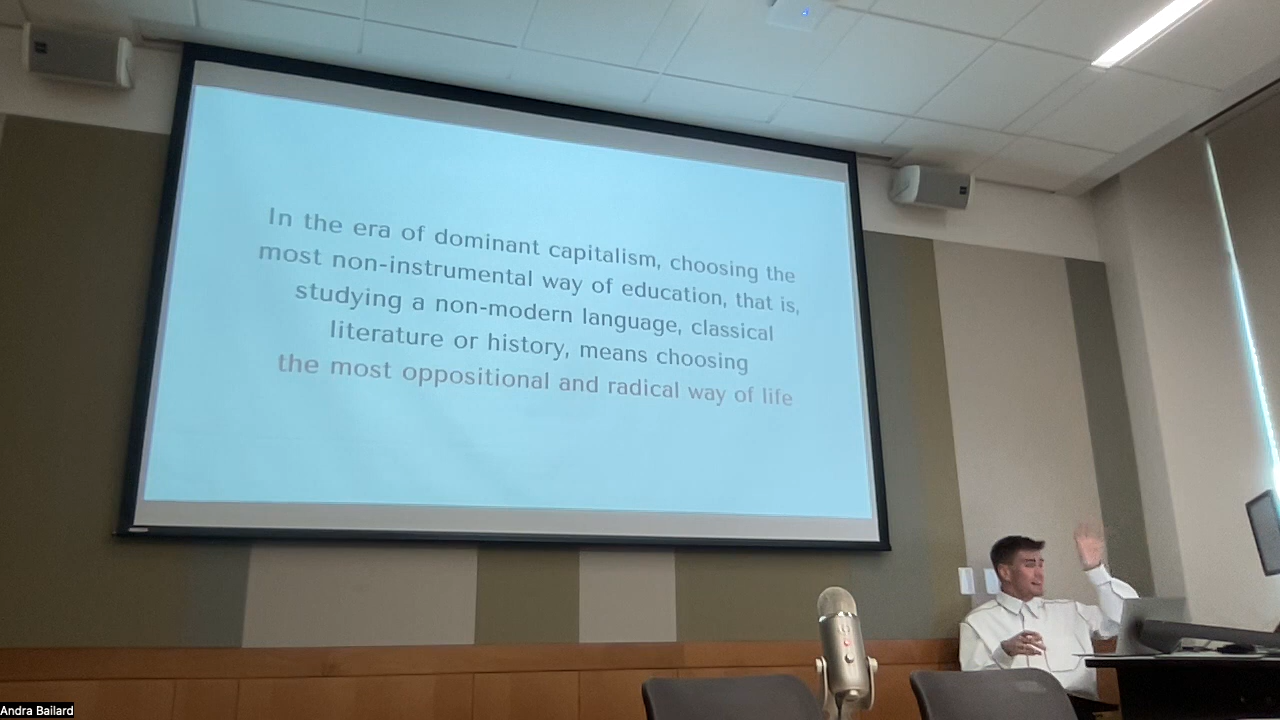 In the era of dominant capitalism, choosing the
most non-instrumental way of education, that is,
studying a non-modern language, classical
literature or history, means choosing
the most oppositional and radical way of life
Andra Bailard